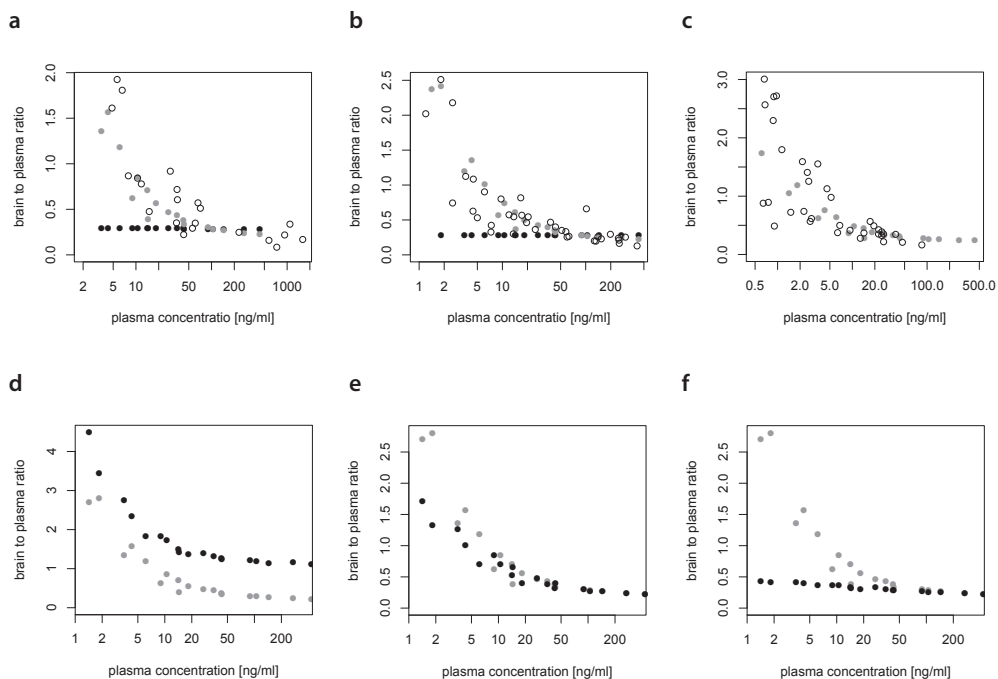 a
b
c
brain to plasma ratio
0.0 0.5 1.0 1.5 2.0
2 5 10 50 200 1000
plasma concentratio [ng/ml]
brain to plasma ratio
0.0 0.5 1.0 1.5 2.0 2.5
1 2 5 10 50 200
plasma concentratio [ng/ml]
brain to plasma ratio
0.0 1.0 2.0 3.0
0.5 2.0 5.0 20.0 100.0 500.0
plasma concentratio [ng/ml]
d
e
f
brain to plasma ratio
0 1 2 3 4
1 2 5 10 20 50 200
plasma concentration [ng/ml]
brain to plasma ratio
0.0 0.5 1.0 1.5 2.0 2.5
1 2 5 10 20 50 200
plasma concentration [ng/ml]
brain to plasma ratio
0.0 0.5 1.0 1.5 2.0 2.5
1 2 5 10 20 50 200
plasma concentration [ng/ml]